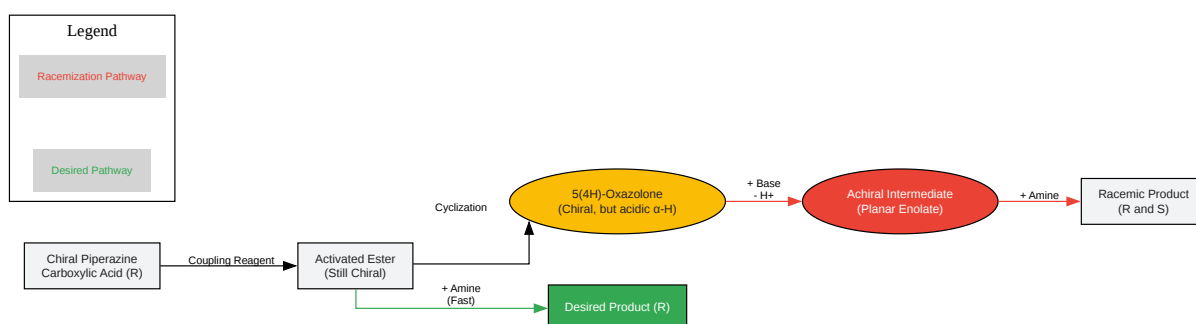 Legend
Racemization Pathway
Desired Pathway
Chiral Piperazine
Carboxylic Acid (R)
Coupling Reagent
Activated Ester
(Still Chiral)
Cyclization
5(4H)-Oxazolone
(Chiral, but acidic α-H)
+ Base
- H+
Achiral Intermediate
(Planar Enolate)
+ Amine
Racemic Product
(R and S)
+ Amine
(Fast)
Desired Product (R)